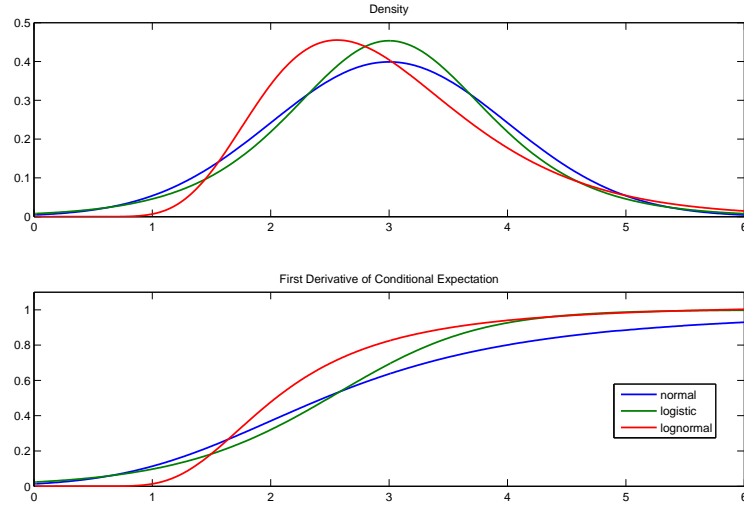 Density
0.5
0.4
0.3
0.2
0.1
0
0 1 2 3 4 5 6
First Derivative of Conditional Expectation
1
0.8
0.6
0.4
0.2
0
normal
logistic
lognormal
0 1 2 3 4 5 6